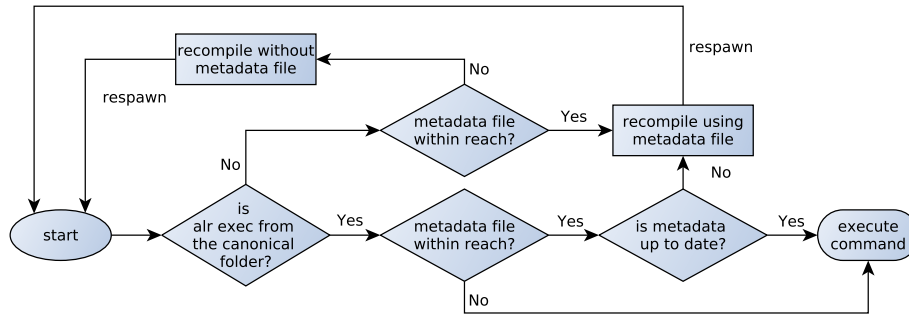 respawn
recompile without
metadata file
No
respawn
metadata file
within reach?
Yes
recompile using
metadata file
No
No
start
is
alr exec from
the canonical
folder?
Yes
metadata file
within reach?
Yes
is metadata
up to date?
Yes
execute
command
No